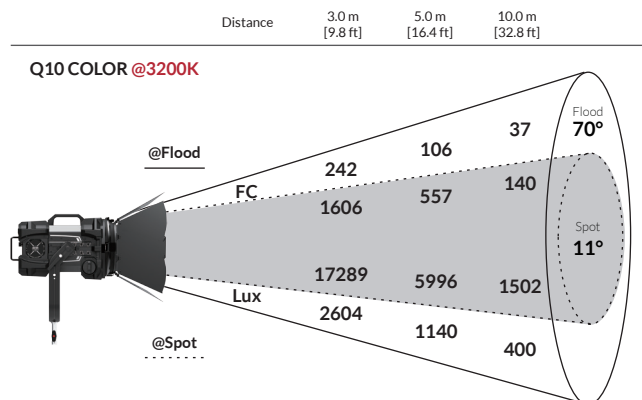 Distance 3.0 m 5.0 m 10.0 m
[9.8 ft] [16.4 ft] [32.8 ft]
Q10 COLOR @3200K
Flood
70°
@Flood
242 106 37
FC
1606 557 140
Spot
11°
17289 5996 1502
Lux
2604 1140 400
@Spot